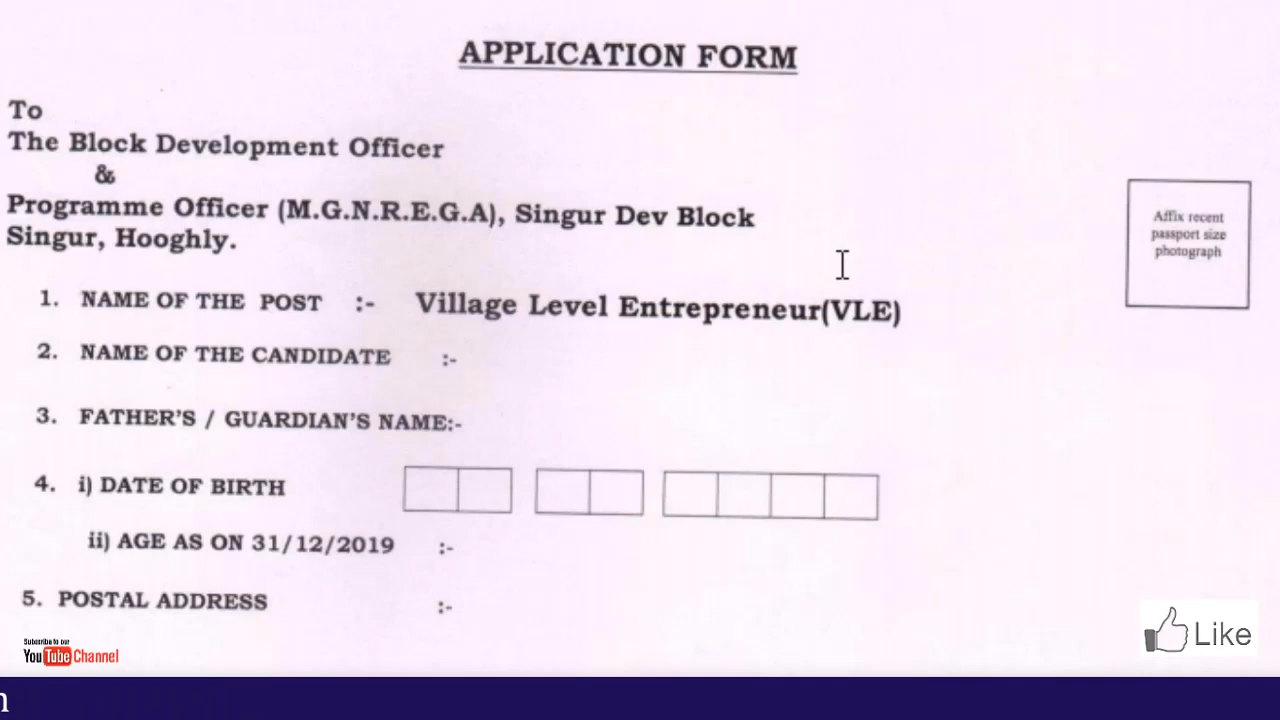 APPLICATION FORM
To
The Block Development Officer
&
Programme Officer (M.G.N.R.E.G.A), Singur Dev Block
Singur, Hooghly.
Affix recent
passport size
photograph
1. NAME OF THE POST :- Village Level Entrepreneur(VLE)
2. NAME OF THE CANDIDATE :-
3. FATHER'S / GUARDIAN'S NAME:-
4. i) DATE OF BIRTH
ii) AGE AS ON 31/12/2019 :-
5. POSTAL ADDRESS :-
Subscribe to our
YouTube Channel
Like